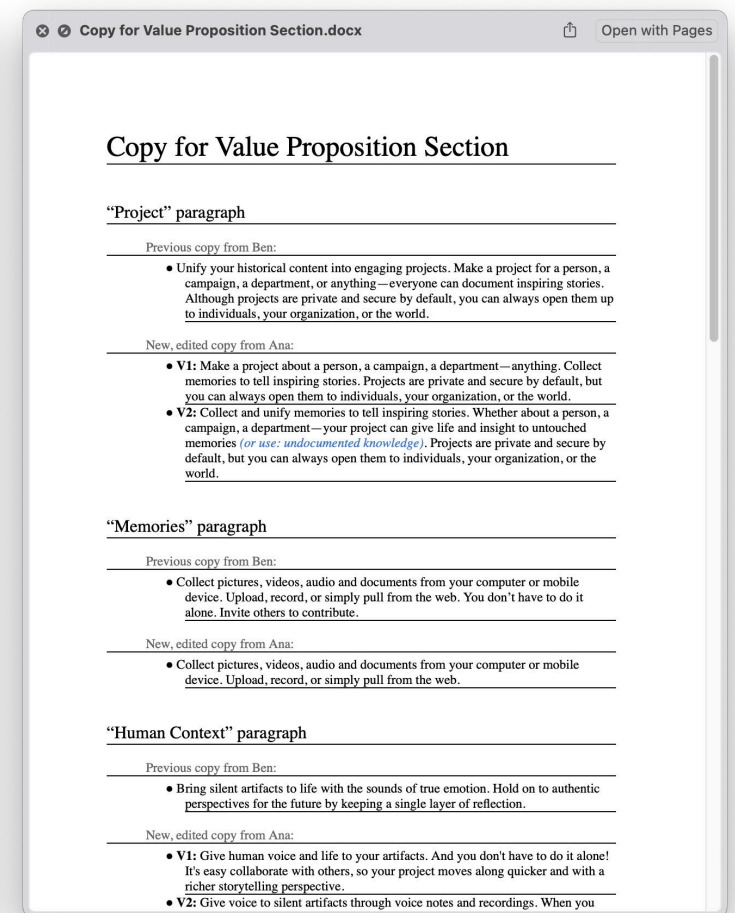 Copy for Value Proposition Section.docx
Open with Pages
Copy for Value Proposition Section
“Project” paragraph
Previous copy from Ben:
● Unify your historical content into engaging projects. Make a project for a person, a
campaign, a department, or anything—everyone can document inspiring stories.
Although projects are private and secure by default, you can always open them up
to individuals, your organization, or the world.
New, edited copy from Ana:
● V1: Make a project about a person, a campaign, a department—anything. Collect
memories to tell inspiring stories. Projects are private and secure by default, but
you can always open them to individuals, your organization, or the world.
● V2: Collect and unify memories to tell inspiring stories. Whether about a person, a
campaign, a department—your project can give life and insight to untouched
memories (or use: undocumented knowledge). Projects are private and secure by
default, but you can always open them to individuals, your organization, or the
world.
“Memories” paragraph
Previous copy from Ben:
● Collect pictures, videos, audio and documents from your computer or mobile
device. Upload, record, or simply pull from the web. You don’t have to do it
alone. Invite others to contribute.
New, edited copy from Ana:
● Collect pictures, videos, audio and documents from your computer or mobile
device. Upload, record, or simply pull from the web.
“Human Context” paragraph
Previous copy from Ben:
● Bring silent artifacts to life with the sounds of true emotion. Hold on to authentic
perspectives for the future by keeping a single layer of reflection.
New, edited copy from Ana:
● V1: Give human voice and life to your artifacts. And you don't have to do it alone!
It's easy collaborate with others, so your project moves along quicker and with a
richer storytelling perspective.
● V2: Give voice to silent artifacts through voice notes and recordings. When you